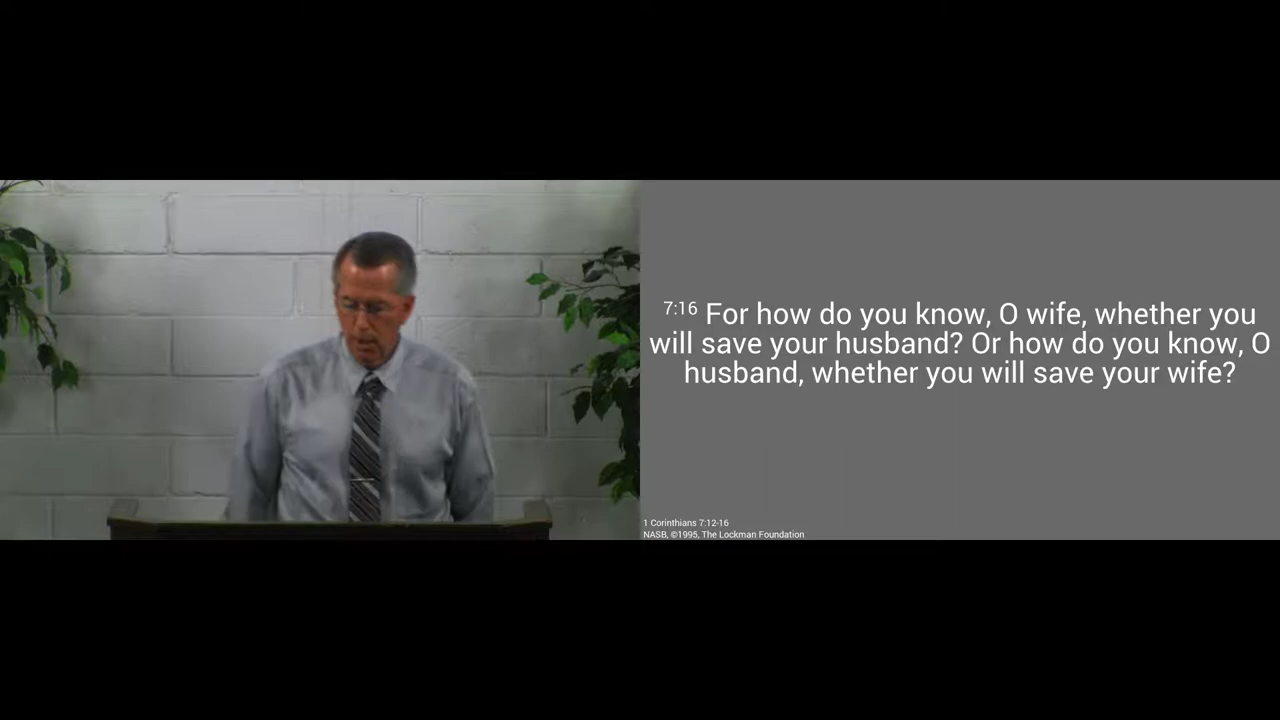 7:16 For how do you know, O wife, whether you
will save your husband? Or how do you know, O
husband, whether you will save your wife?
1 Corinthians 7:12-16
NASB, ©1995, The Lockman Foundation